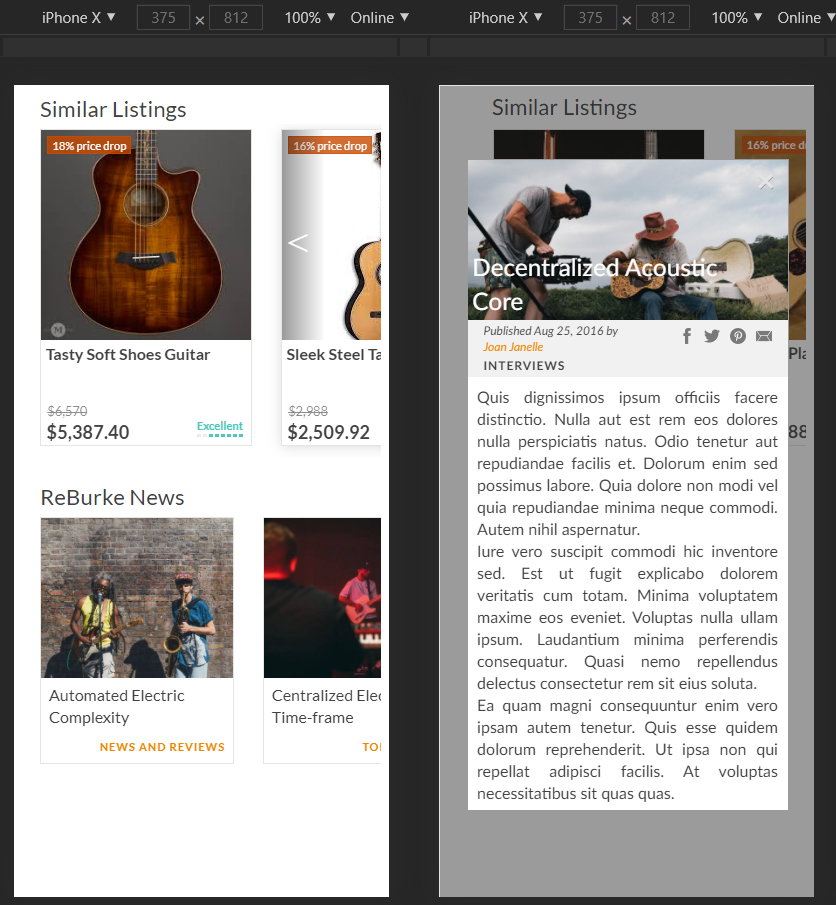 iPhone X ▼ 375 × 812 100% ▼ Online ▼
Similar Listings
18% price drop
16% price drop
<
M
Tasty Soft Shoes Guitar
Sleek Steel Ta
$6,570
$5,387.40
Excellent
$2,988
$2,509.92
ReBurke News
Automated Electric
Complexity
NEWS AND REVIEWS
Centralized Elec
Time-frame
TO
iPhone X ▼ 375 × 812 100% ▼ Online ▼
Similar Listings
16% price dr
×
Decentralized Acoustic
Core
Published Aug 25, 2016 by
Joan Janelle
INTERVIEWS
Pla
88
Quis dignissimos ipsum officiis facere
distinctio. Nulla aut est rem eos dolores
nulla perspiciatis natus. Odio tenetur aut
repudiandae facilis et. Dolorum enim sed
possimus labore. Quia dolore non modi vel
quia repudiandae minima neque commodi.
Autem nihil aspernatur.
Iure vero suscipit commodi hic inventore
sed. Est ut fugit explicabo dolorem
veritatis cum totam. Minima voluptatem
maxime eos eveniet. Voluptas nulla ullam
ipsum. Laudantium minima perferendis
consequatur. Quasi nemo repellendus
delectus consectetur rem sit eius soluta.
Ea quam magni consequuntur enim vero
ipsam autem tenetur. Quis esse quidem
dolorum reprehenderit. Ut ipsa non qui
repellat adipisci facilis. At voluptas
necessitatibus sit quas quas.